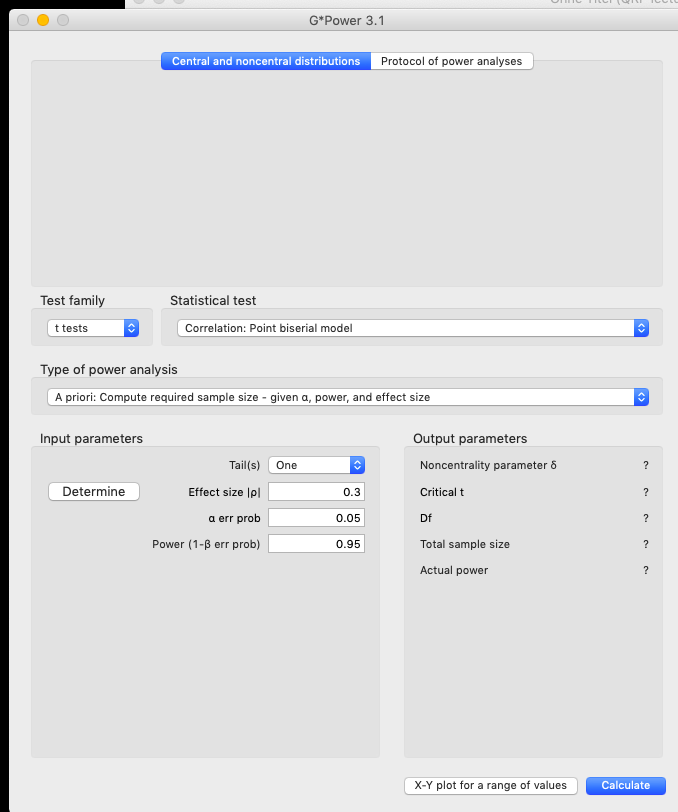 G*Power 3.1
Central and noncentral distributions Protocol of power analyses
Test family Statistical test
t tests Correlation: Point biserial model
Type of power analysis
A priori: Compute required sample size - given α, power, and effect size
Input parameters Output parameters
Tail(s) One Noncentrality parameter δ ?
Determine Effect size |ρ| 0.3 Critical t ?
α err prob 0.05 Df ?
Power (1-β err prob) 0.95 Total sample size ?
Actual power ?
X-Y plot for a range of values Calculate